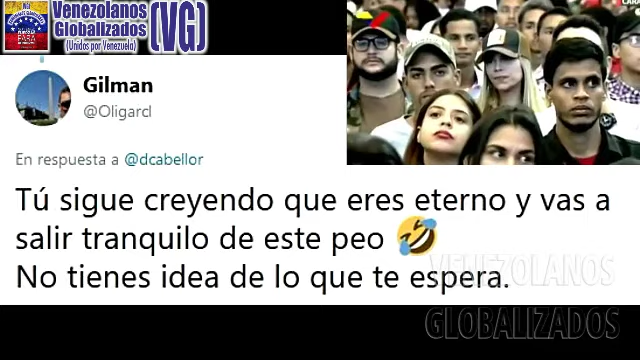 Venezolanos
Globalizados
(Unidos por Venezuela)
(VG)
Gilman
@Oligarcl
En respuesta a @dcabellor
Tú sigue creyendo que eres eterno y vas a
salir tranquilo de este peo 🤣
No tienes idea de lo que te espera.
VENEZOLANOS
GLOBALIZADOS